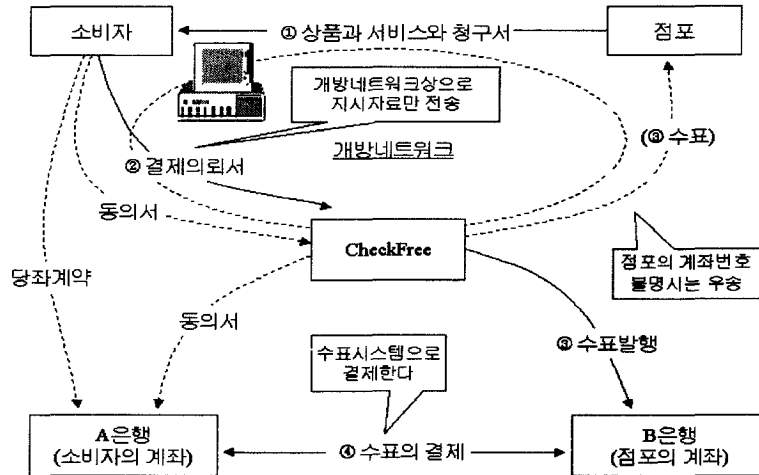 소비자
① 상품과 서비스와 청구서
점포
개방네트워크상으로
지시자료만 전송
개방네트워크
② 결제의뢰서
(③ 수표)
동의서
CheckFree
점포의 계좌번호
불명시는 우송
당좌계약
동의서
수표시스템으로
결제한다
③ 수표발행
A은행
(소비자의 계좌)
④ 수표의 결제
B은행
(점포의 계좌)